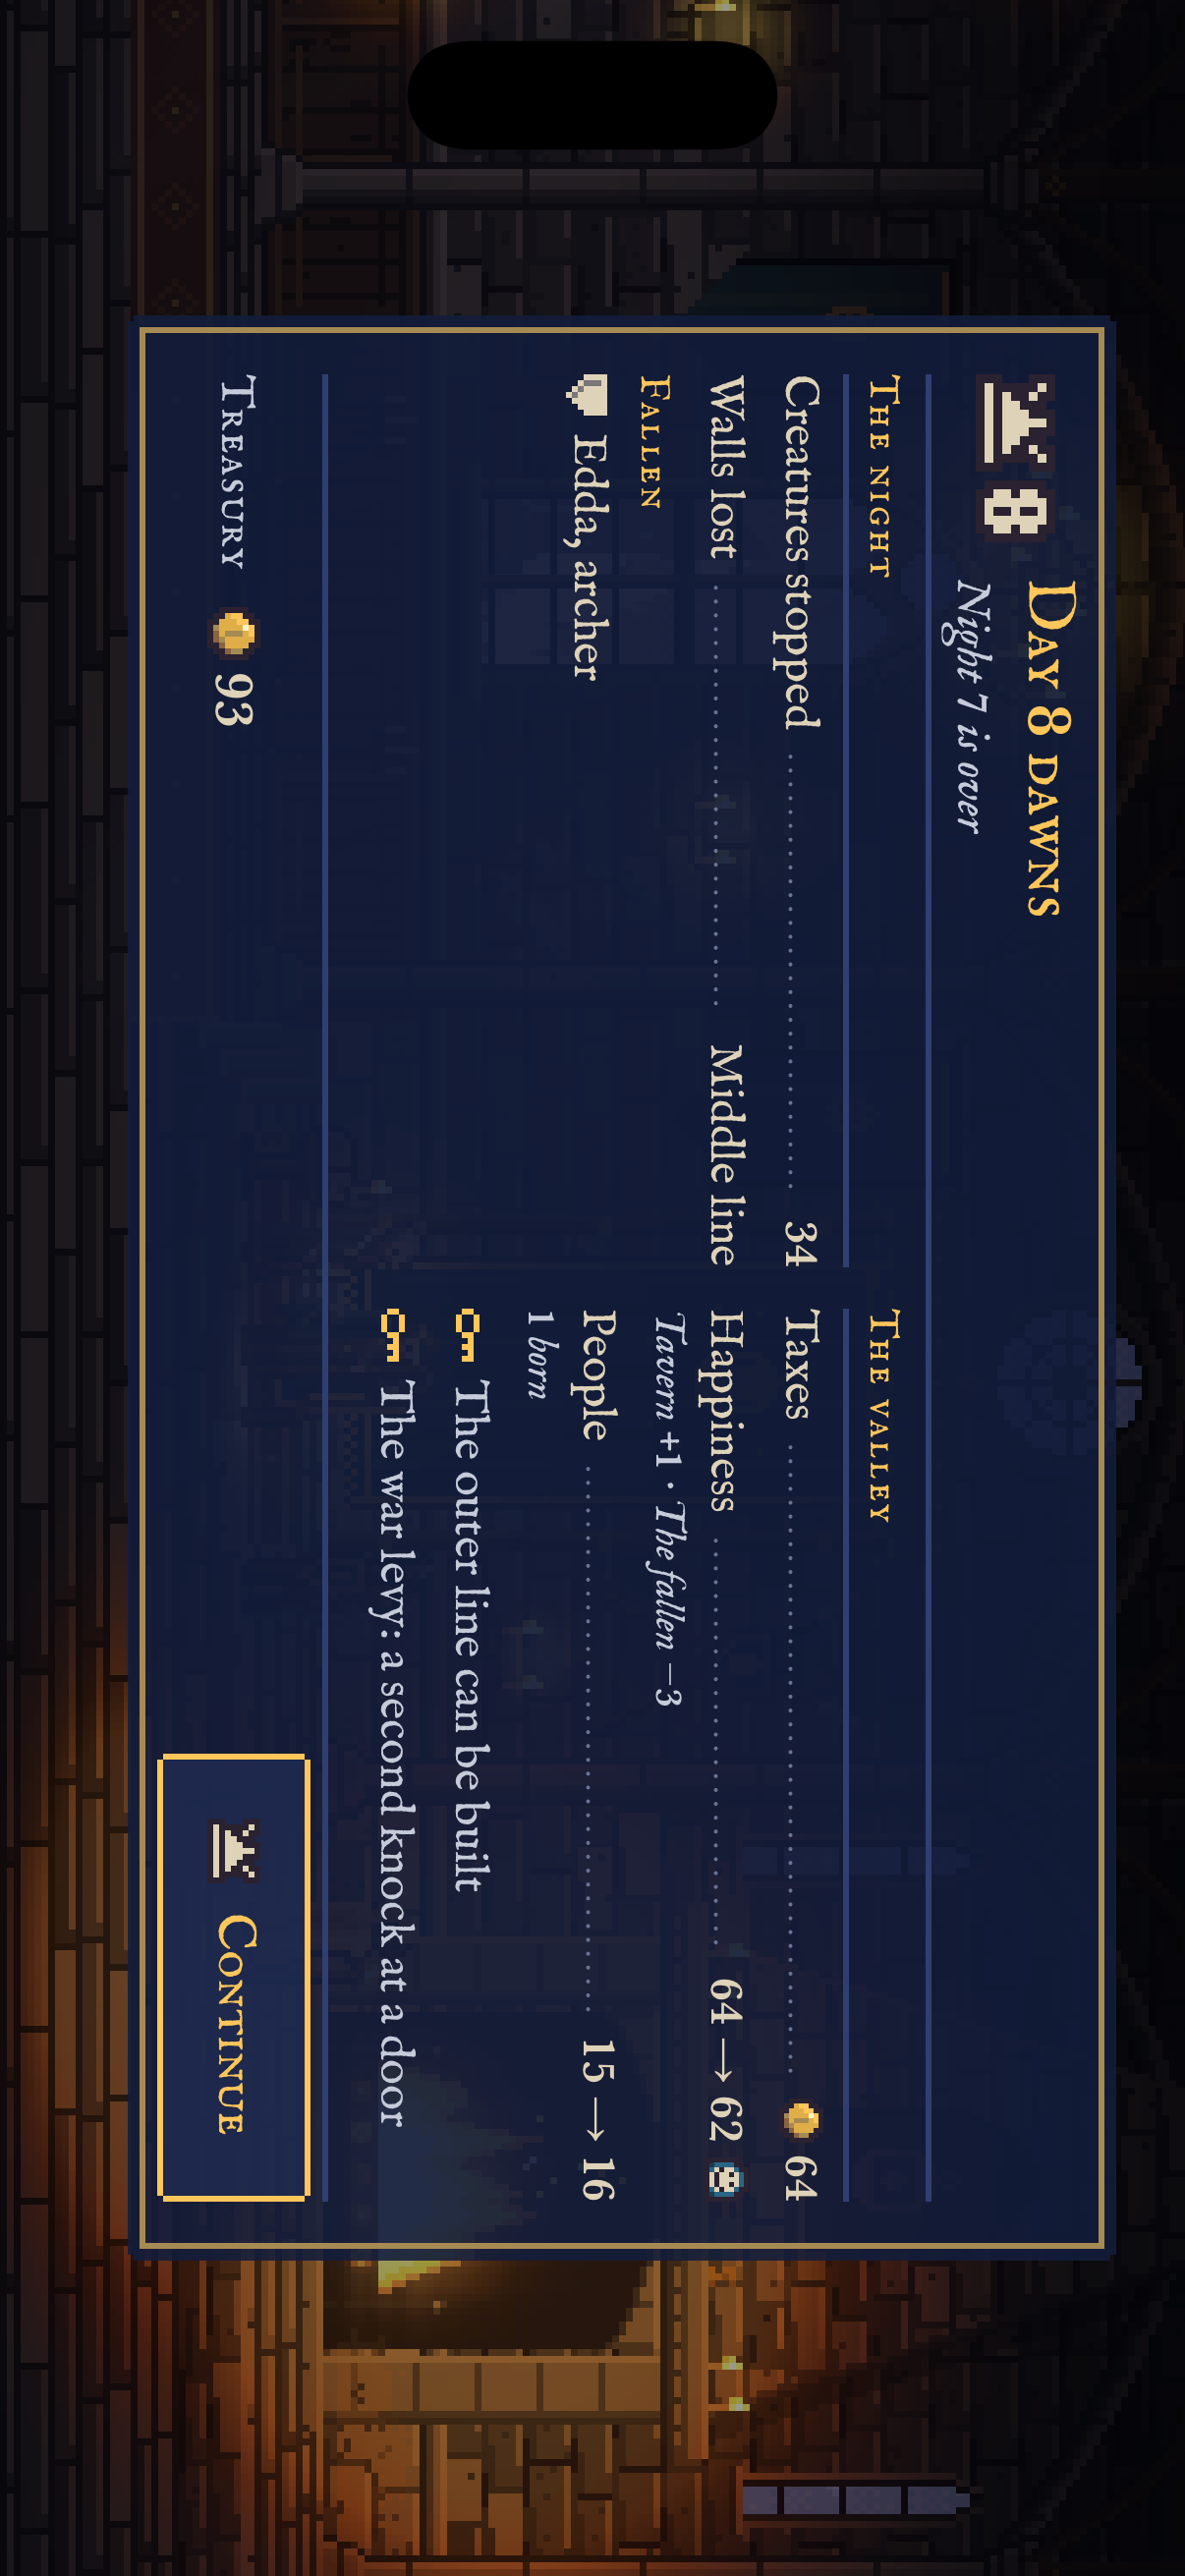 8
Day 8 dawns
Night 7 is over
The night
Creatures stopped 34
Walls lost Middle line
Fallen
Edda, archer
The valley
Taxes 64
Happiness 64 → 62
Tavern +1 · The fallen −3
People 15 → 16
1 born
The outer line can be built
The war levy: a second knock at a door
Treasury 93
Continue